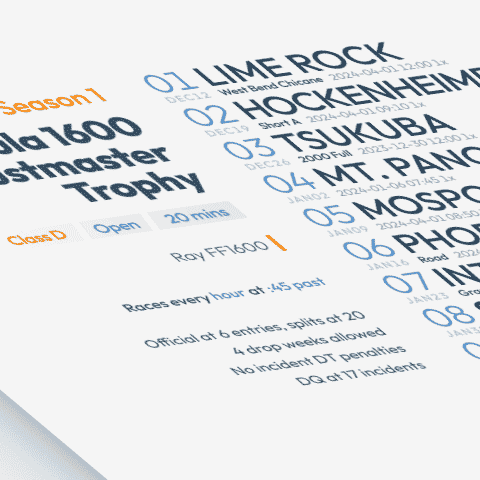 Season 1
1600
Trophy
Class D Open 20 mins
Ray FF1600
Races every hour at :45 past
Official at 6 entries, splits at 20
4 drop weeks allowed
No incident DT penalties
DQ at 17 incidents
01 LIME ROCK
DEC12 West Bend Chicane 2024-04-01 12:00 1x
02 HOCKENHEIM
DEC19 Short A 2024-04-01 09:10 1x
03 TSUKUBA
DEC26 2000 Full 2023-12-30 12:00 1x
04 MT. PANO
JAN02 2024-01-06 07:45 1x
05 MOSPO
JAN09 2024-04-01 08:50
06 PHO
JAN16 Road
07 INT
JAN23
08